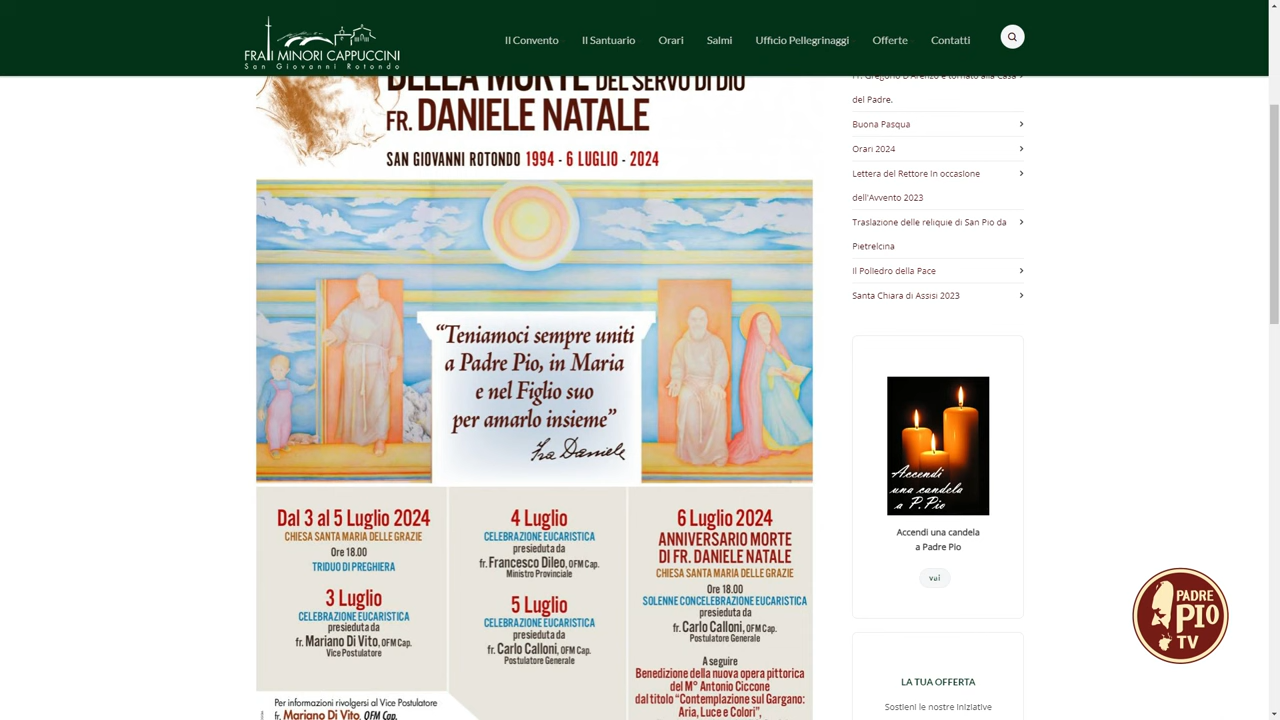 FRATI MINORI CAPPUCCINI
San Giovanni Rotondo
Il Convento
Il Santuario
Orari
Salmi
Ufficio Pellegrinaggi
Offerte
Contatti
DELLA MORTE DEL SERVO DI DIO
FR. DANIELE NATALE
SAN GIOVANNI ROTONDO 1994 - 6 LUGLIO - 2024
“Teniamoci sempre uniti
a Padre Pio, in Maria
e nel Figlio suo
per amarlo insieme”
Fra Daniele
Dal 3 al 5 Luglio 2024
CHIESA SANTA MARIA DELLE GRAZIE
Ore 18.00
TRIDUO DI PREGHIERA
3 Luglio
CELEBRAZIONE EUCARISTICA
presieduta da
fr. Mariano Di Vito, OFM Cap.
Vice Postulatore
Per informazioni rivolgersi al Vice Postulatore
fr. Mariano Di Vito, OFM Cap.
4 Luglio
CELEBRAZIONE EUCARISTICA
presieduta da
fr. Francesco Dileo, OFM Cap.
Ministro Provinciale
5 Luglio
CELEBRAZIONE EUCARISTICA
presieduta da
fr. Carlo Calloni, OFM Cap.
Postulatore Generale
6 Luglio 2024
ANNIVERSARIO MORTE
DI FR. DANIELE NATALE
CHIESA SANTA MARIA DELLE GRAZIE
Ore 18.00
SOLENNE CONCELEBRAZIONE EUCARISTICA
presieduta da
fr. Carlo Calloni, OFM Cap.
Postulatore Generale
A seguire
Benedizione della nuova opera pittorica
del M° Antonio Ciccone
dal titolo “Contemplazione sul Gargano:
Aria, Luce e Colori”,
Fr. Gregorio D'Arenzo è tornato alla Casa
del Padre.
Buona Pasqua
Orari 2024
Lettera del Rettore in occasione
dell'Avvento 2023
Traslazione delle reliquie di San Pio da
Pietrelcina
Il Polledro della Pace
Santa Chiara di Assisi 2023
Accendi
una candela
a P.Pio
Accendi una candela
a Padre Pio
vai
LA TUA OFFERTA
Sostieni le nostre iniziative
PADRE
PIO
TV